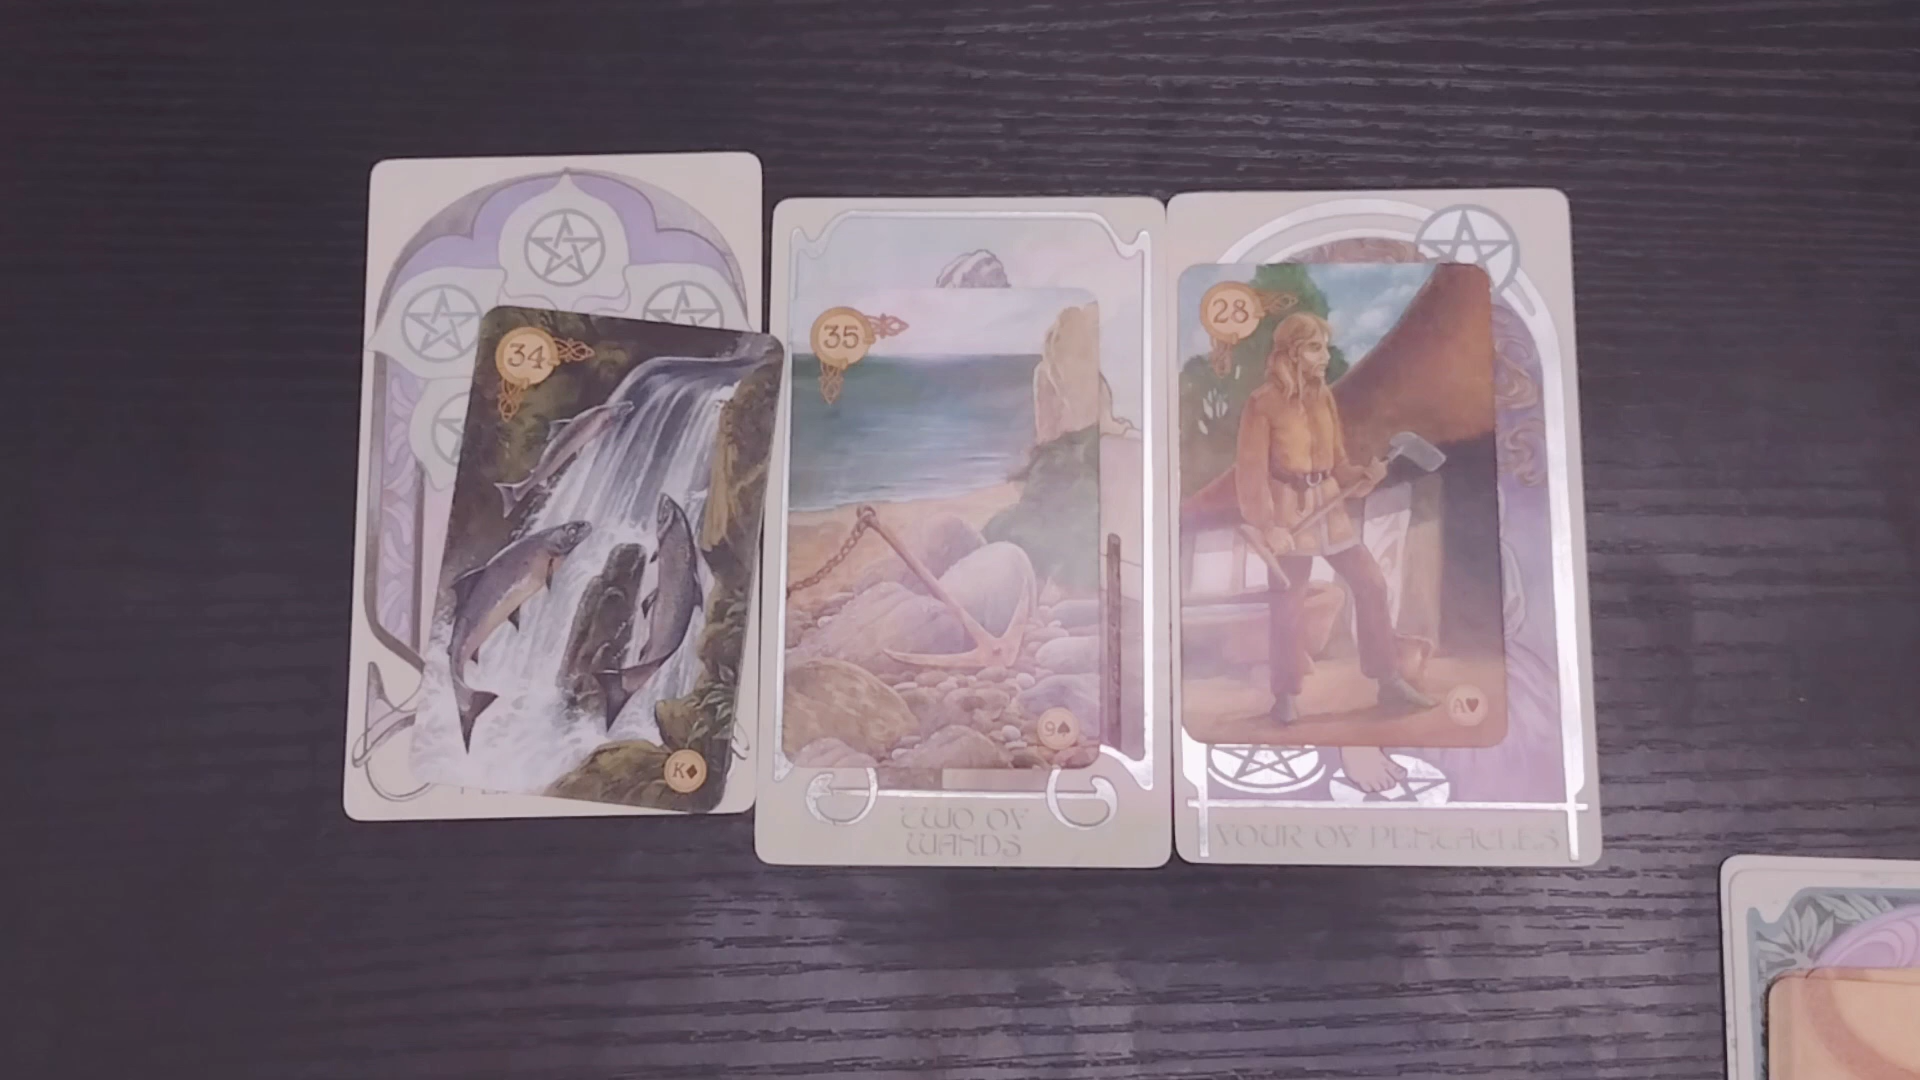 34
K♦
35
9♠
TWO OF
WANDS
28
A♥
FOUR OF PENTACLES